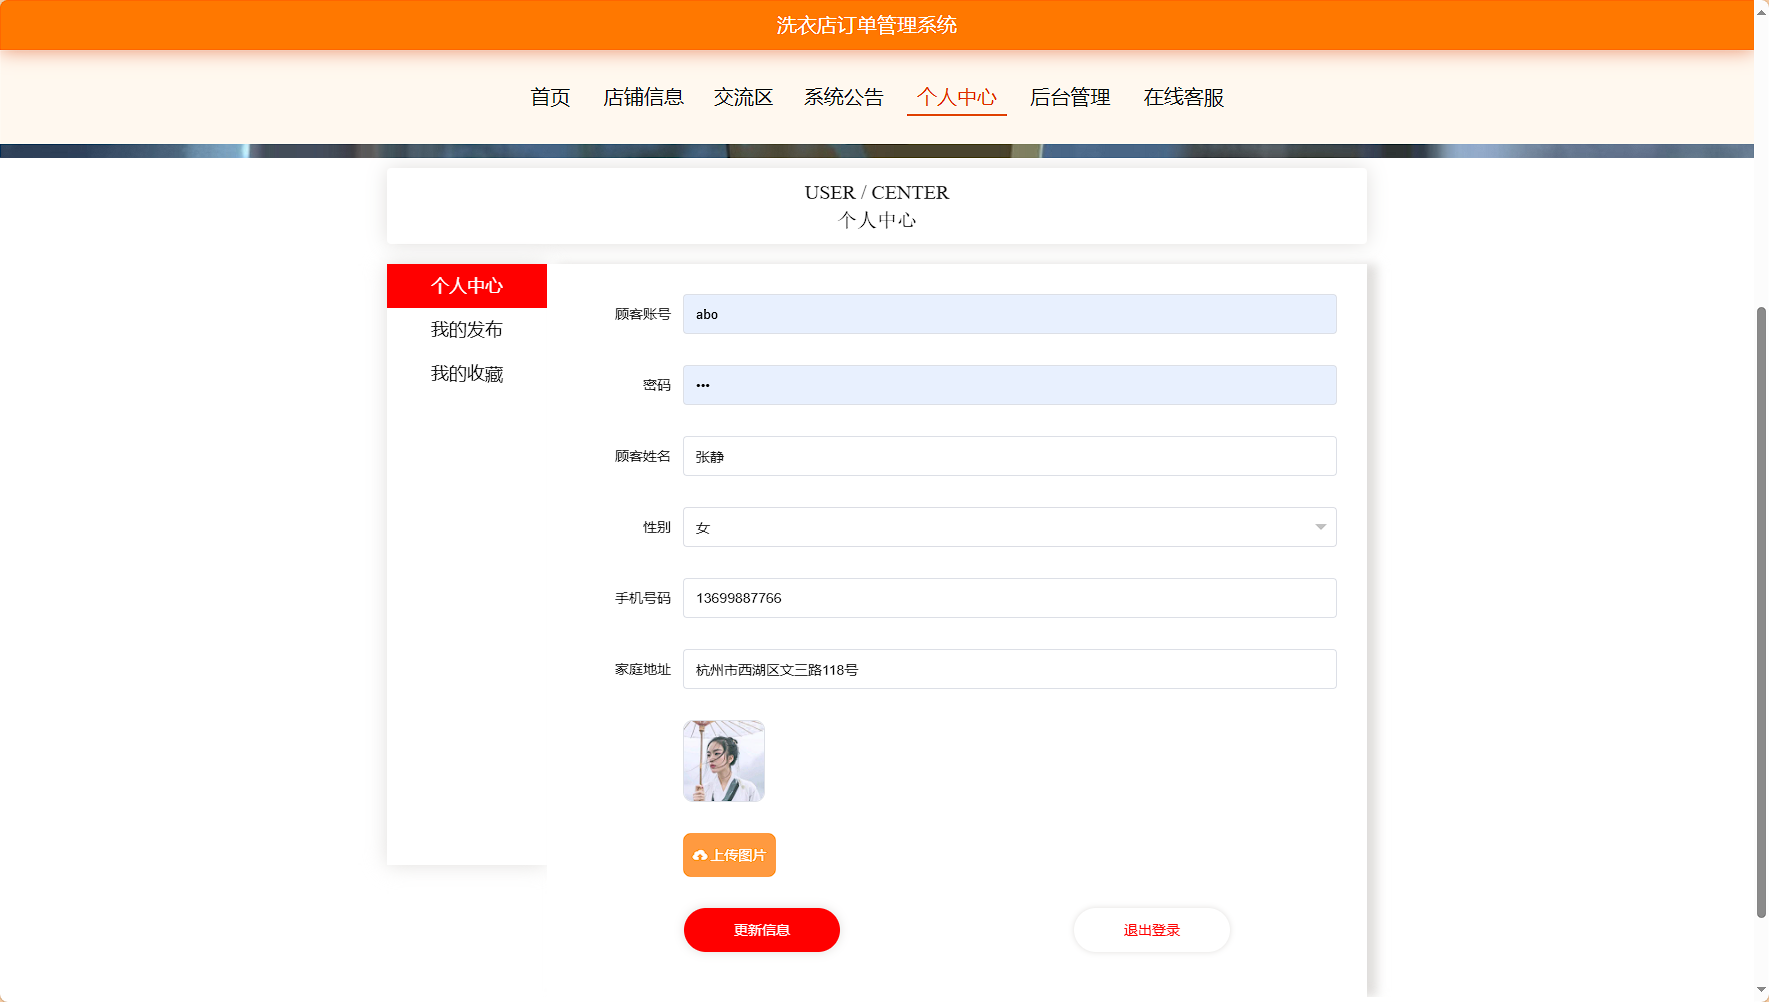 洗衣店订单管理系统
首页 店铺信息 交流区 系统公告 个人中心 后台管理 在线客服
USER / CENTER
个人中心
个人中心
我的发布
我的收藏
顾客账号 abo
密码 •••
顾客姓名 张静
性别 女
手机号码 13699887766
家庭地址 杭州市西湖区文三路118号
上传图片
更新信息 退出登录